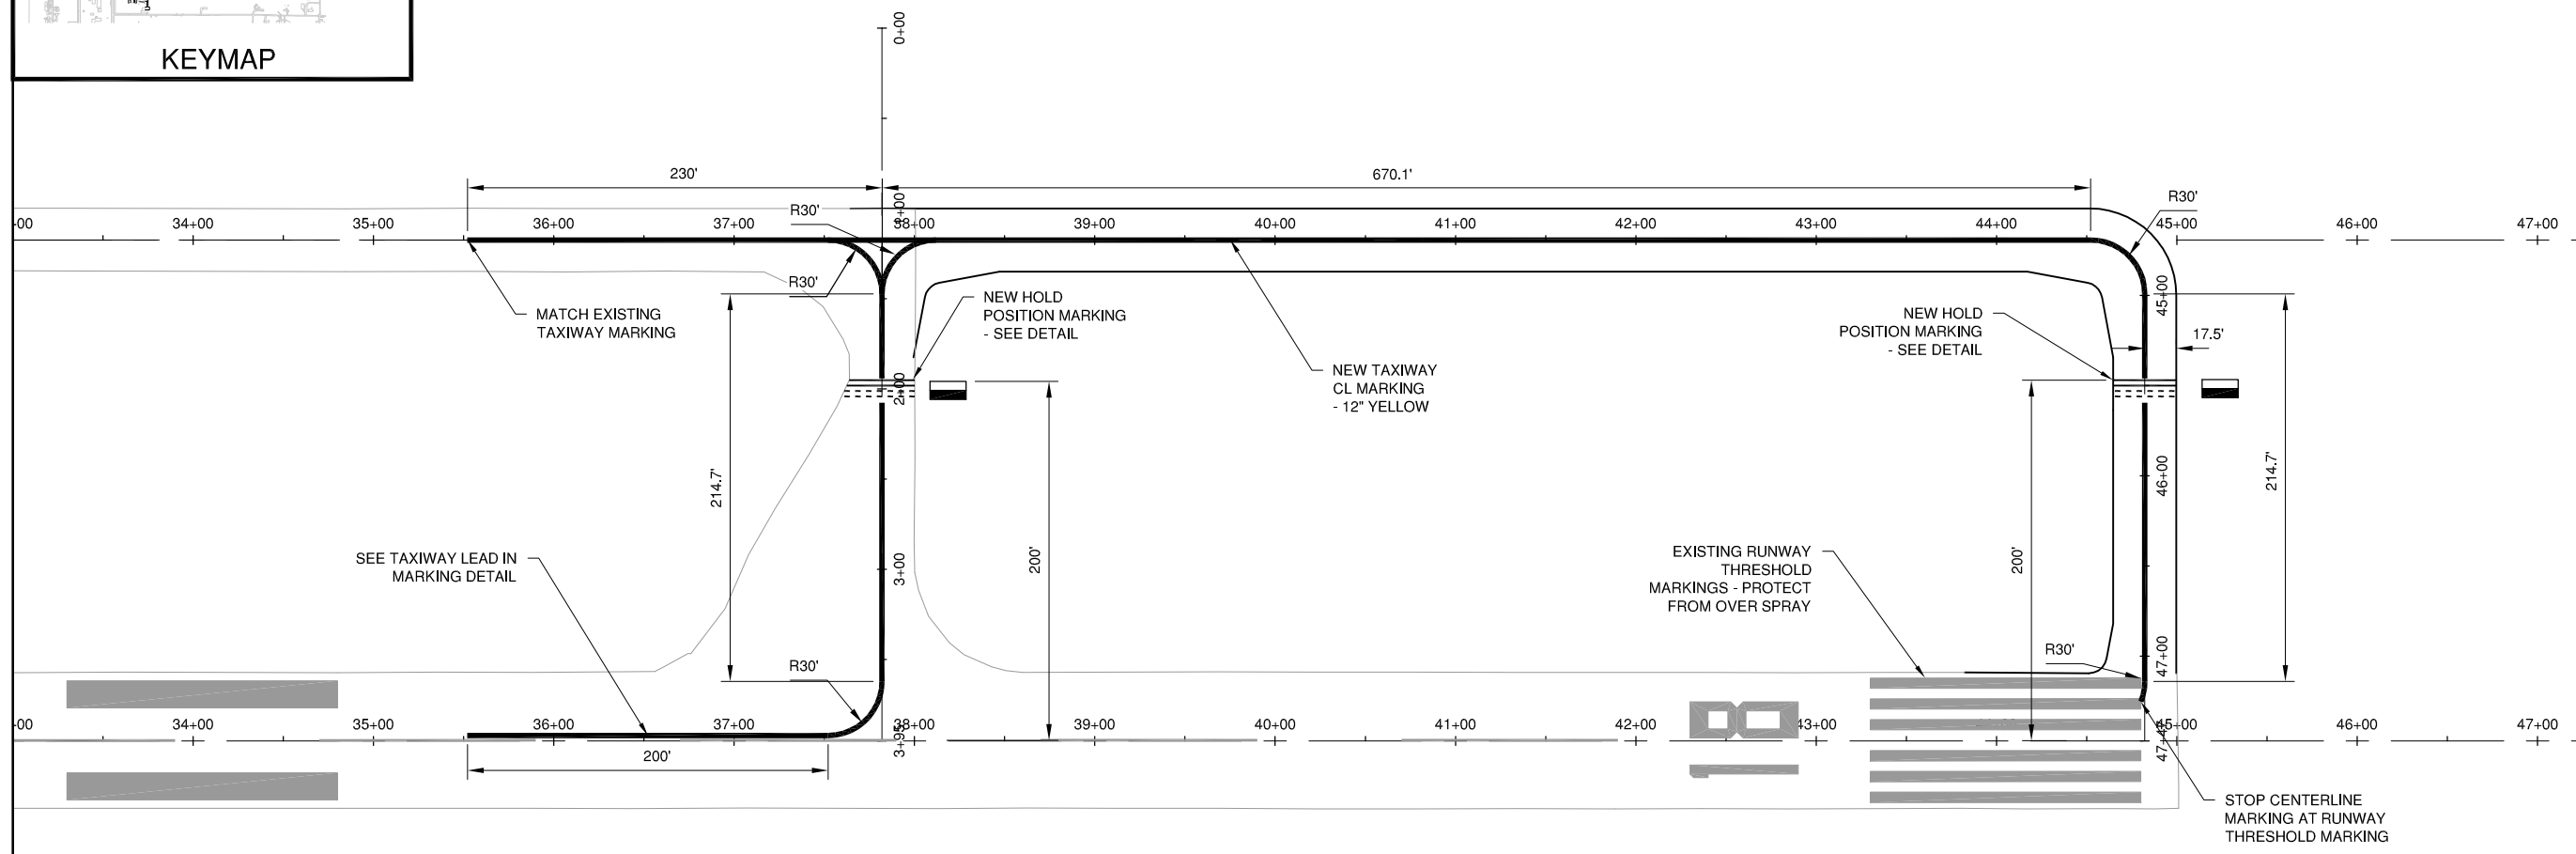 KEYMAP
0+00
230'
670.1'
R30'
1+00
R30'
-00
34+00
35+00
36+00
37+00
38+00
39+00
40+00
41+00
42+00
43+00
44+00
45+00
46+00
47+00
R30'
MATCH EXISTING
TAXIWAY MARKING
NEW HOLD
POSITION MARKING
- SEE DETAIL
NEW HOLD
POSITION MARKING
- SEE DETAIL
45+00
17.5'
NEW TAXIWAY
CL MARKING
- 12" YELLOW
2+00
214.7'
46+00
214.7'
SEE TAXIWAY LEAD IN
MARKING DETAIL
3+00
200'
EXISTING RUNWAY
THRESHOLD
MARKINGS - PROTECT
FROM OVER SPRAY
200'
R30'
R30'
47+00
-00
34+00
35+00
36+00
37+00
38+00
39+00
40+00
41+00
42+00
43+00
45+00
46+00
47+00
3+95
200'
18
STOP CENTERLINE
MARKING AT RUNWAY
THRESHOLD MARKING